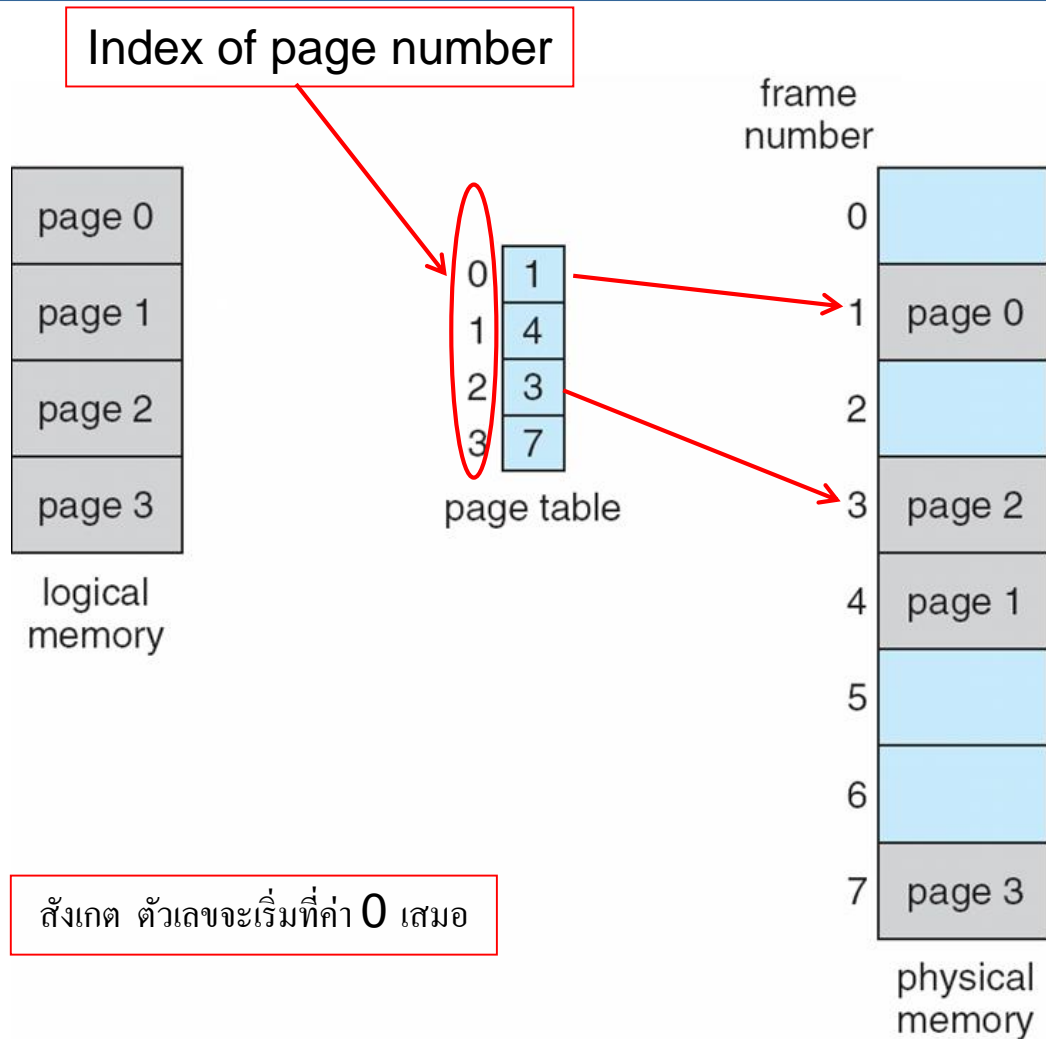 Index of page number
frame
number
page 0
page 1
page 2
page 3
logical
memory
0 1
1 4
2 3
3 7
page table
0
1 page 0
2
3 page 2
4 page 1
5
6
7 page 3
physical
memory
สังเกต ตัวเลขจะเริ่มที่ค่า 0 เสมอ